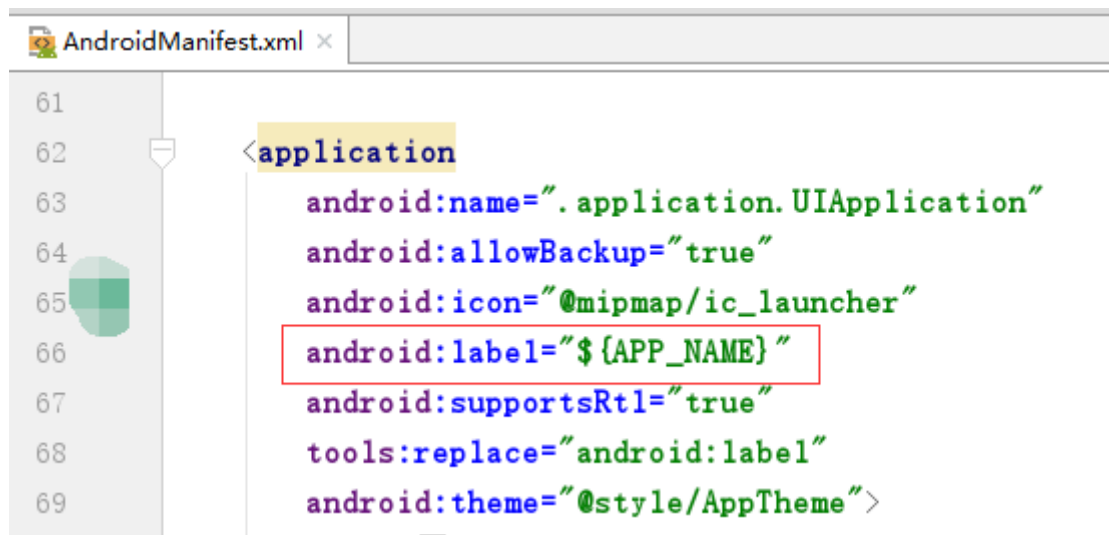 AndroidManifest.xml ×
61
62 <application
63 android:name=".application.UIApplication"
64 android:allowBackup="true"
65 android:icon="@mipmap/ic_launcher"
66 android:label="${APP_NAME}"
67 android:supportsRtl="true"
68 tools:replace="android:label"
69 android:theme="@style/AppTheme">